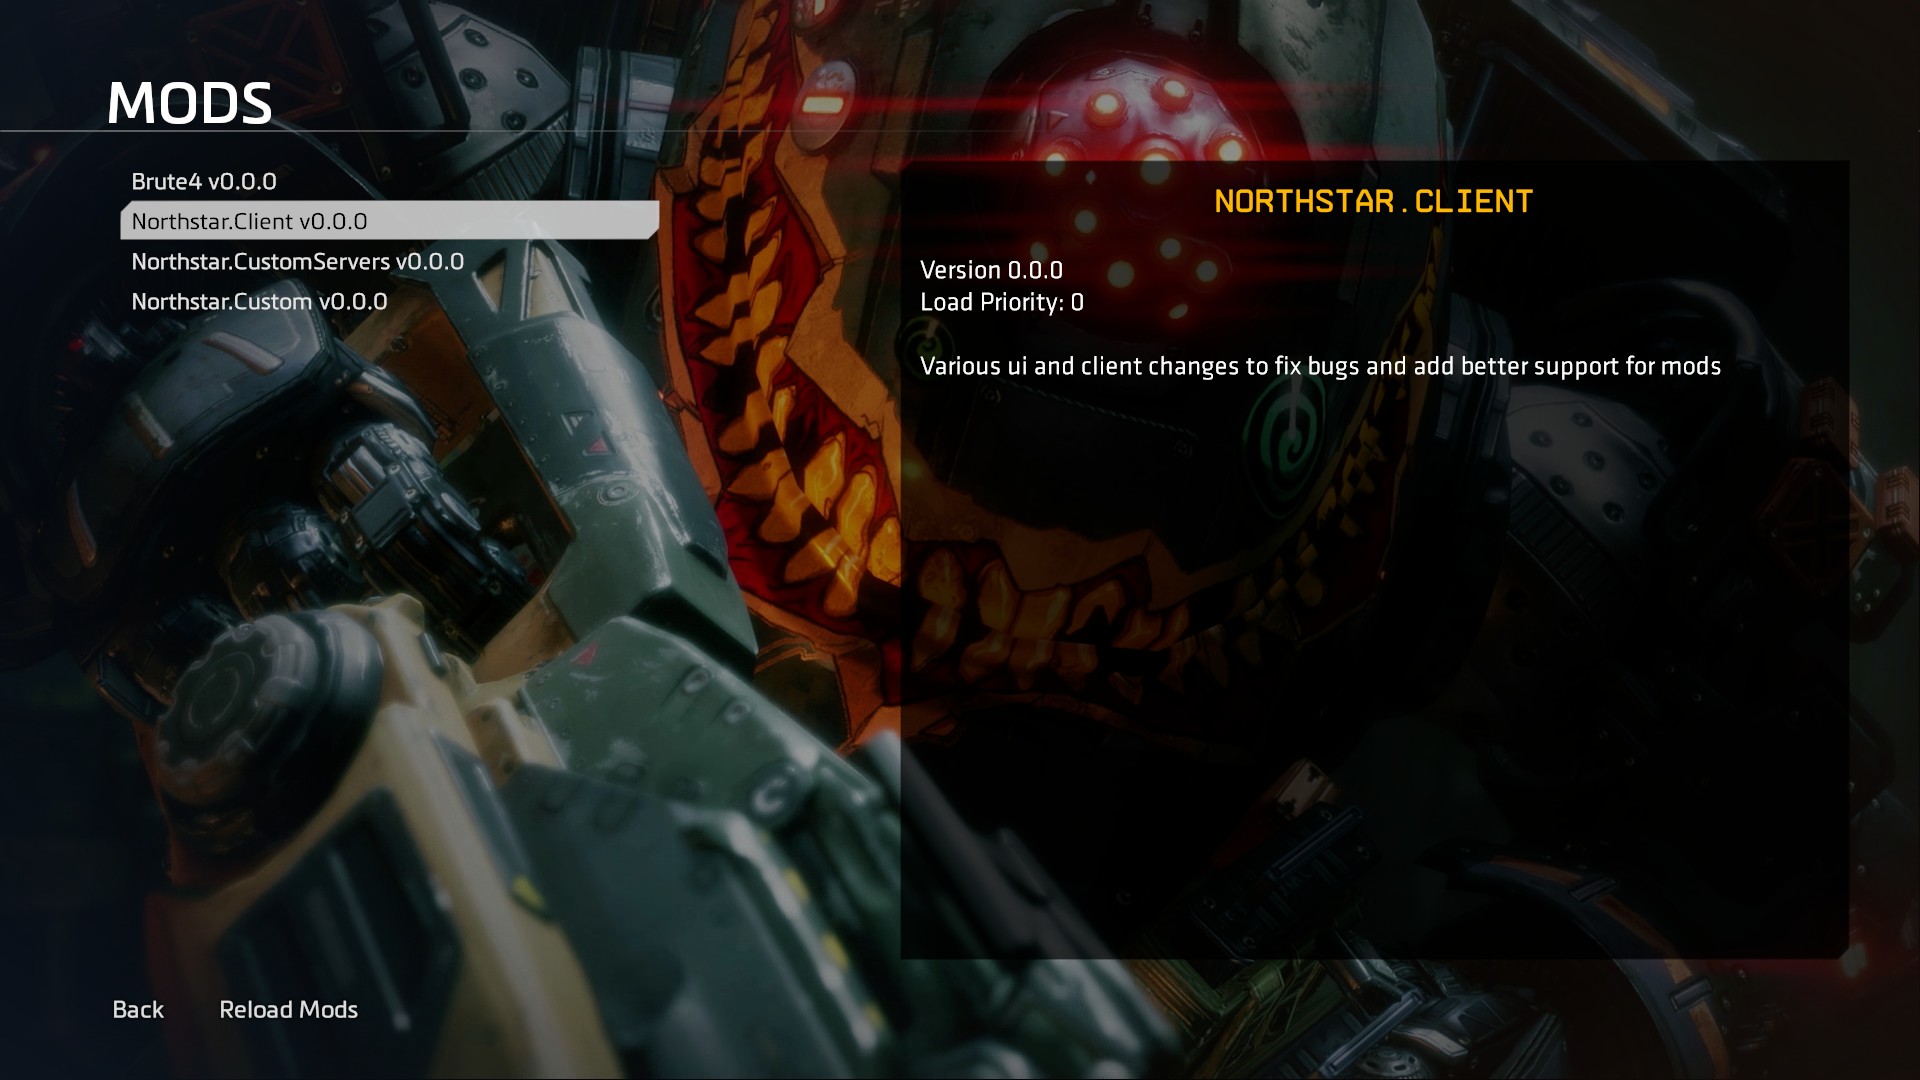 MODS
Brute4 v0.0.0
Northstar.Client v0.0.0
Northstar.CustomServers v0.0.0
Northstar.Custom v0.0.0
NORTHSTAR.CLIENT
Version 0.0.0
Load Priority: 0
Various ui and client changes to fix bugs and add better support for mods
Back
Reload Mods